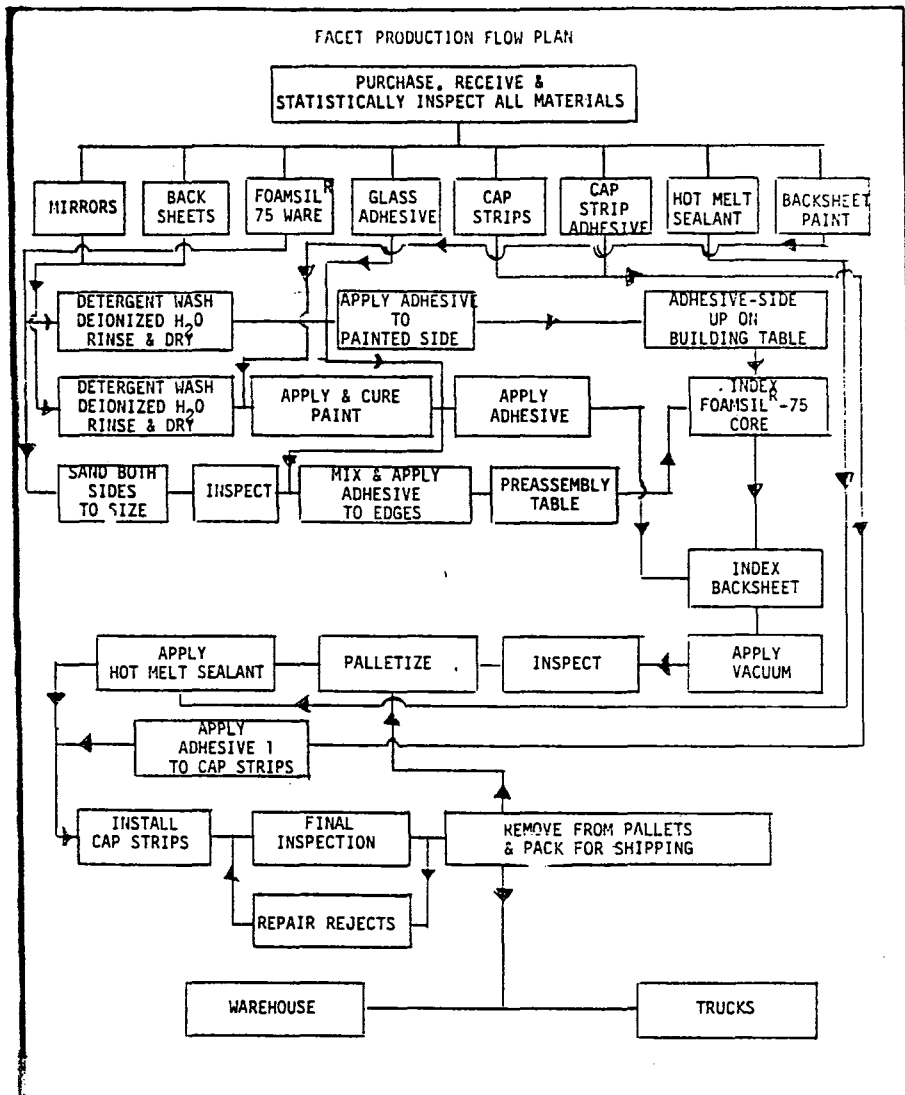 FACET PRODUCTION FLOW PLAN
PURCHASE, RECEIVE &
STATISTICALLY INSPECT ALL MATERIALS
MIRRORS
BACK
SHEETS
FOAMSIL R
75 WARE
GLASS
ADHESIVE
CAP
STRIPS
CAP
STRIP
ADHESIVE
HOT MELT
SEALANT
BACKSHEET
PAINT
DETERGENT WASH
DEIONIZED H2O
RINSE & DRY
APPLY ADHESIVE
TO
PAINTED SIDE
ADHESIVE-SIDE
UP ON
BUILDING TABLE
DETERGENT WASH
DEIONIZED H2O
RINSE & DRY
APPLY & CURE
PAINT
APPLY
ADHESIVE
INDEX
FOAMSIL R-75
CORE
SAND BOTH
SIDES
TO SIZE
INSPECT
MIX & APPLY
ADHESIVE
TO EDGES
PREASSEMBLY
TABLE
INDEX
BACKSHEET
APPLY
HOT MELT SEALANT
PALLETIZE
INSPECT
APPLY
VACUUM
APPLY
ADHESIVE 1
TO CAP STRIPS
INSTALL
CAP STRIPS
FINAL
INSPECTION
REMOVE FROM PALLETS
& PACK FOR SHIPPING
REPAIR REJECTS
WAREHOUSE
TRUCKS